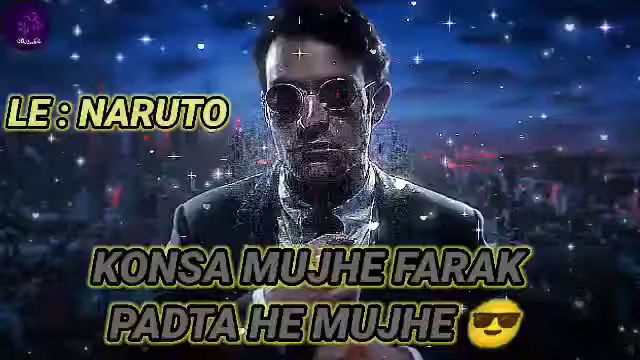 LE : NARUTO
KONSA MUJHE FARAK
PADTA HE MUJHE 😎